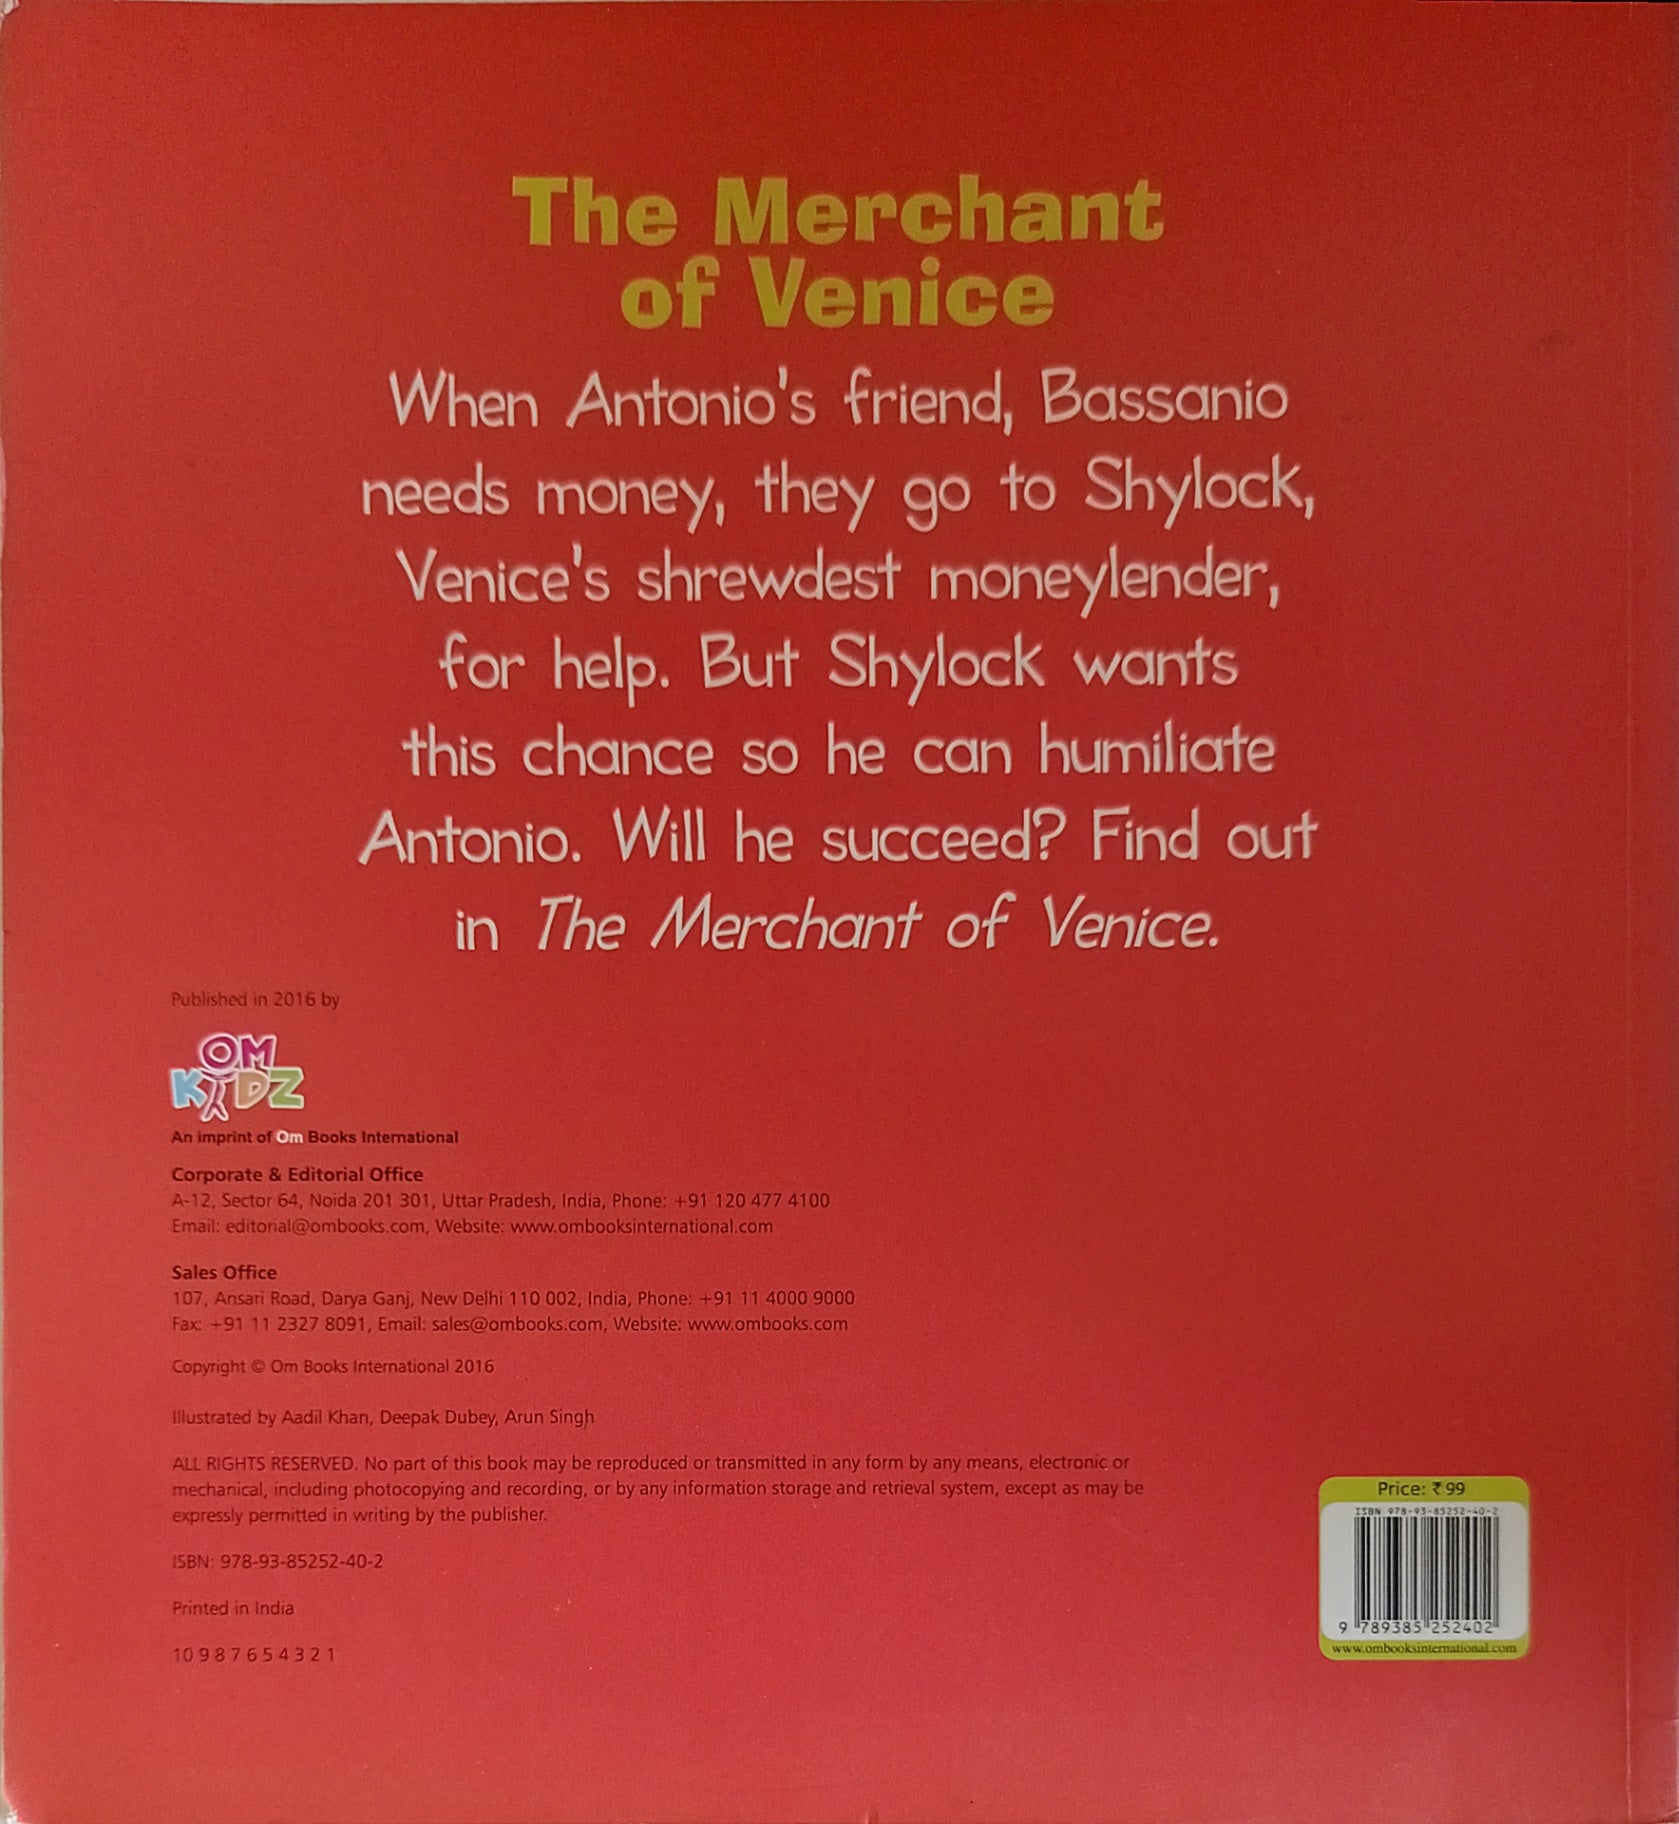 The Merchant
of Venice
When Antonio's friend, Bassanio
needs money, they go to Shylock,
Venice's shrewdest moneylender,
for help. But Shylock wants
this chance so he can humiliate
Antonio. Will he succeed? Find out
in The Merchant of Venice.
Published in 2016 by
OM
KIDZ
An imprint of Om Books International
Corporate & Editorial Office
A-12, Sector 64, Noida 201 301, Uttar Pradesh, India, Phone: +91 120 477 4100
Email: editorial@ombooks.com, Website: www.ombooksinternational.com
Sales Office
107, Ansari Road, Darya Ganj, New Delhi 110 002, India, Phone: +91 11 4000 9000
Fax: +91 11 2327 8091, Email: sales@ombooks.com, Website: www.ombooks.com
Copyright © Om Books International 2016
Illustrated by Aadil Khan, Deepak Dubey, Arun Singh
ALL RIGHTS RESERVED. No part of this book may be reproduced or transmitted in any form by any means, electronic or
mechanical, including photocopying and recording, or by any information storage and retrieval system, except as may be
expressly permitted in writing by the publisher.
ISBN: 978-93-85252-40-2
Printed in India
10 9 8 7 6 5 4 3 2 1
Price: ₹ 99
ISBN 978-93-85252-40-2
9 789385 252402
www.ombooksinternational.com